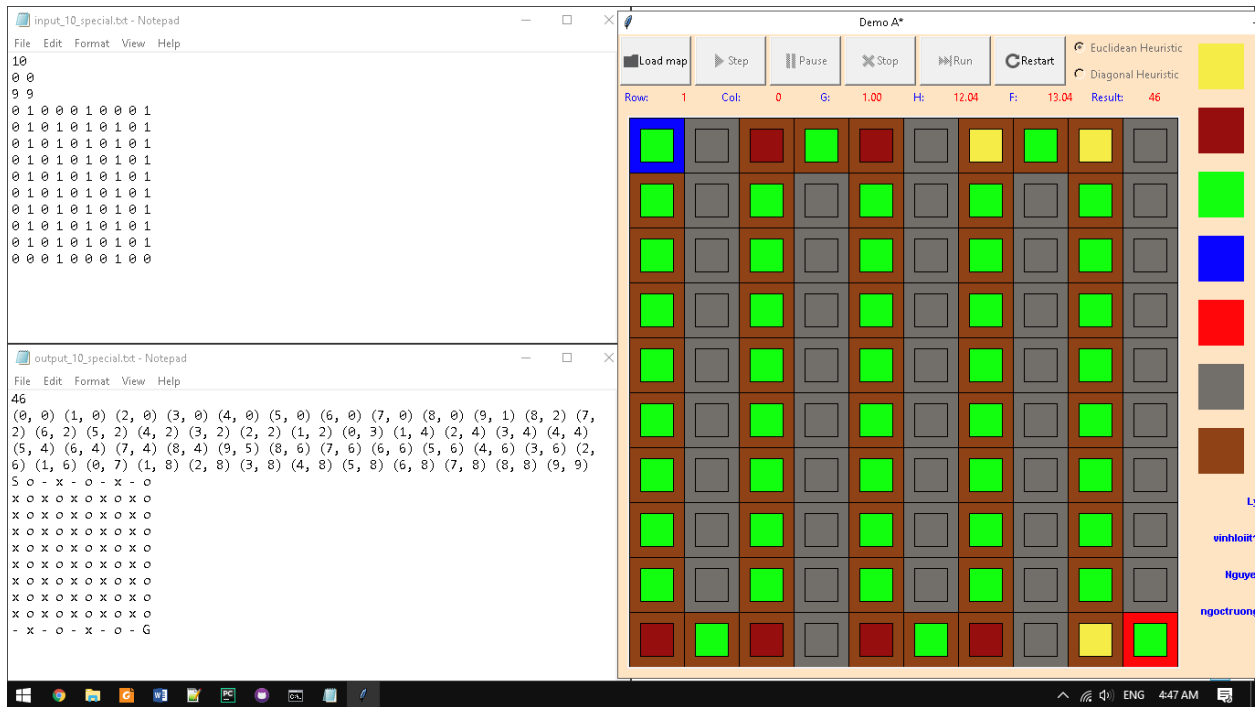 input_10_special.txt - Notepad
File Edit Format View Help
10
0 0
9 9
0 1 0 0 0 1 0 0 0 1
0 1 0 1 0 1 0 1 0 1
0 1 0 1 0 1 0 1 0 1
0 1 0 1 0 1 0 1 0 1
0 1 0 1 0 1 0 1 0 1
0 1 0 1 0 1 0 1 0 1
0 1 0 1 0 1 0 1 0 1
0 1 0 1 0 1 0 1 0 1
0 1 0 1 0 1 0 1 0 1
0 0 0 1 0 0 0 1 0 0
output_10_special.txt - Notepad
File Edit Format View Help
46
(0, 0) (1, 0) (2, 0) (3, 0) (4, 0) (5, 0) (6, 0) (7, 0) (8, 0) (9, 1) (8, 2) (7,
2) (6, 2) (5, 2) (4, 2) (3, 2) (2, 2) (1, 2) (0, 3) (1, 4) (2, 4) (3, 4) (4, 4)
(5, 4) (6, 4) (7, 4) (8, 4) (9, 5) (8, 6) (7, 6) (6, 6) (5, 6) (4, 6) (3, 6) (2,
6) (1, 6) (0, 7) (1, 8) (2, 8) (3, 8) (4, 8) (5, 8) (6, 8) (7, 8) (8, 8) (9, 9)
S o - x - o - x - o
x o x o x o x o x o
x o x o x o x o x o
x o x o x o x o x o
x o x o x o x o x o
x o x o x o x o x o
x o x o x o x o x o
x o x o x o x o x o
x o x o x o x o x o
- x - o - x - o - G
Demo A*
Load map Step Pause Stop Run Restart
Euclidean Heuristic
Diagonal Heuristic
Row: 1 Col: 0 G: 1.00 H: 12.04 F: 13.04 Result: 46
Ly
vinhloiit1
Nguye
ngoctruong
ENG 4:47 AM